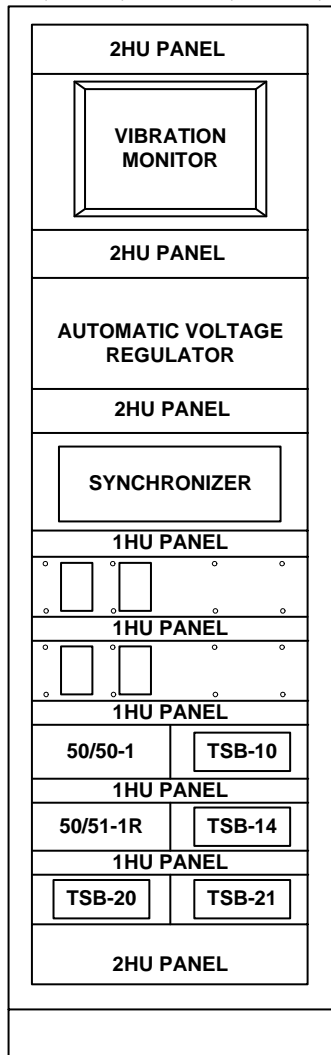 2HU PANEL
VIBRATION
MONITOR
2HU PANEL
AUTOMATIC VOLTAGE
REGULATOR
2HU PANEL
SYNCHRONIZER
1HU PANEL
1HU PANEL
1HU PANEL
50/50-1 TSB-10
1HU PANEL
50/51-1R TSB-14
1HU PANEL
TSB-20 TSB-21
2HU PANEL